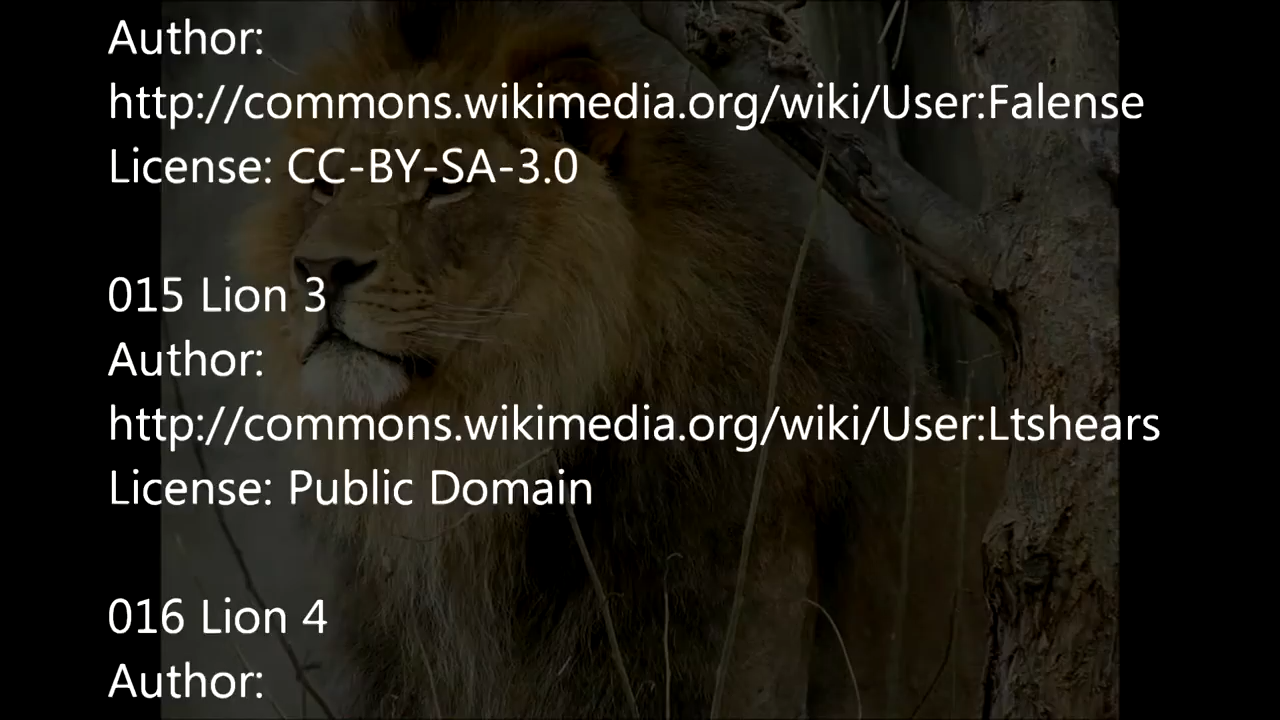 Author:
http://commons.wikimedia.org/wiki/User:Falense
License: CC-BY-SA-3.0
015 Lion 3
Author:
http://commons.wikimedia.org/wiki/User:Ltshears
License: Public Domain
016 Lion 4
Author: